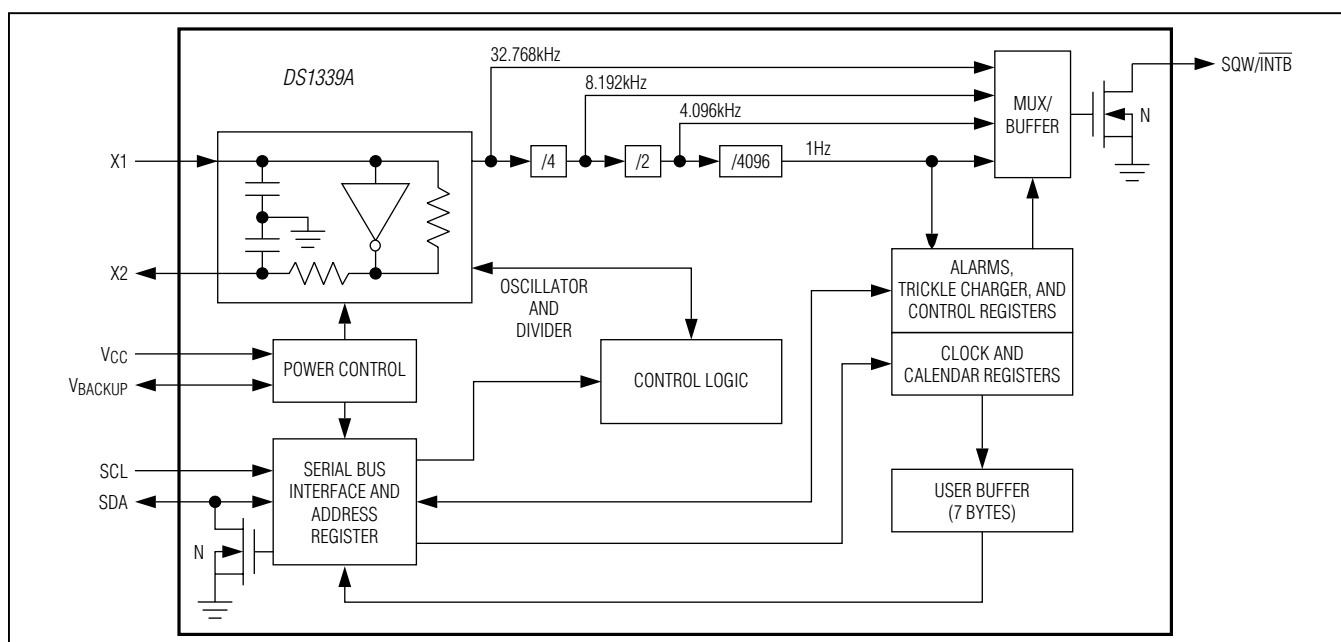 DS1339A
32.768kHz
8.192kHz
4.096kHz
1Hz
/4
/2
/4096
MUX/
BUFFER
N
SQW/INTB
X1
X2
OSCILLATOR
AND
DIVIDER
ALARMS,
TRICKLE CHARGER, AND
CONTROL REGISTERS
CLOCK AND
CALENDAR REGISTERS
VCC
VBACKUP
POWER CONTROL
CONTROL LOGIC
SCL
SDA
SERIAL BUS
INTERFACE AND
ADDRESS
REGISTER
N
USER BUFFER
(7 BYTES)